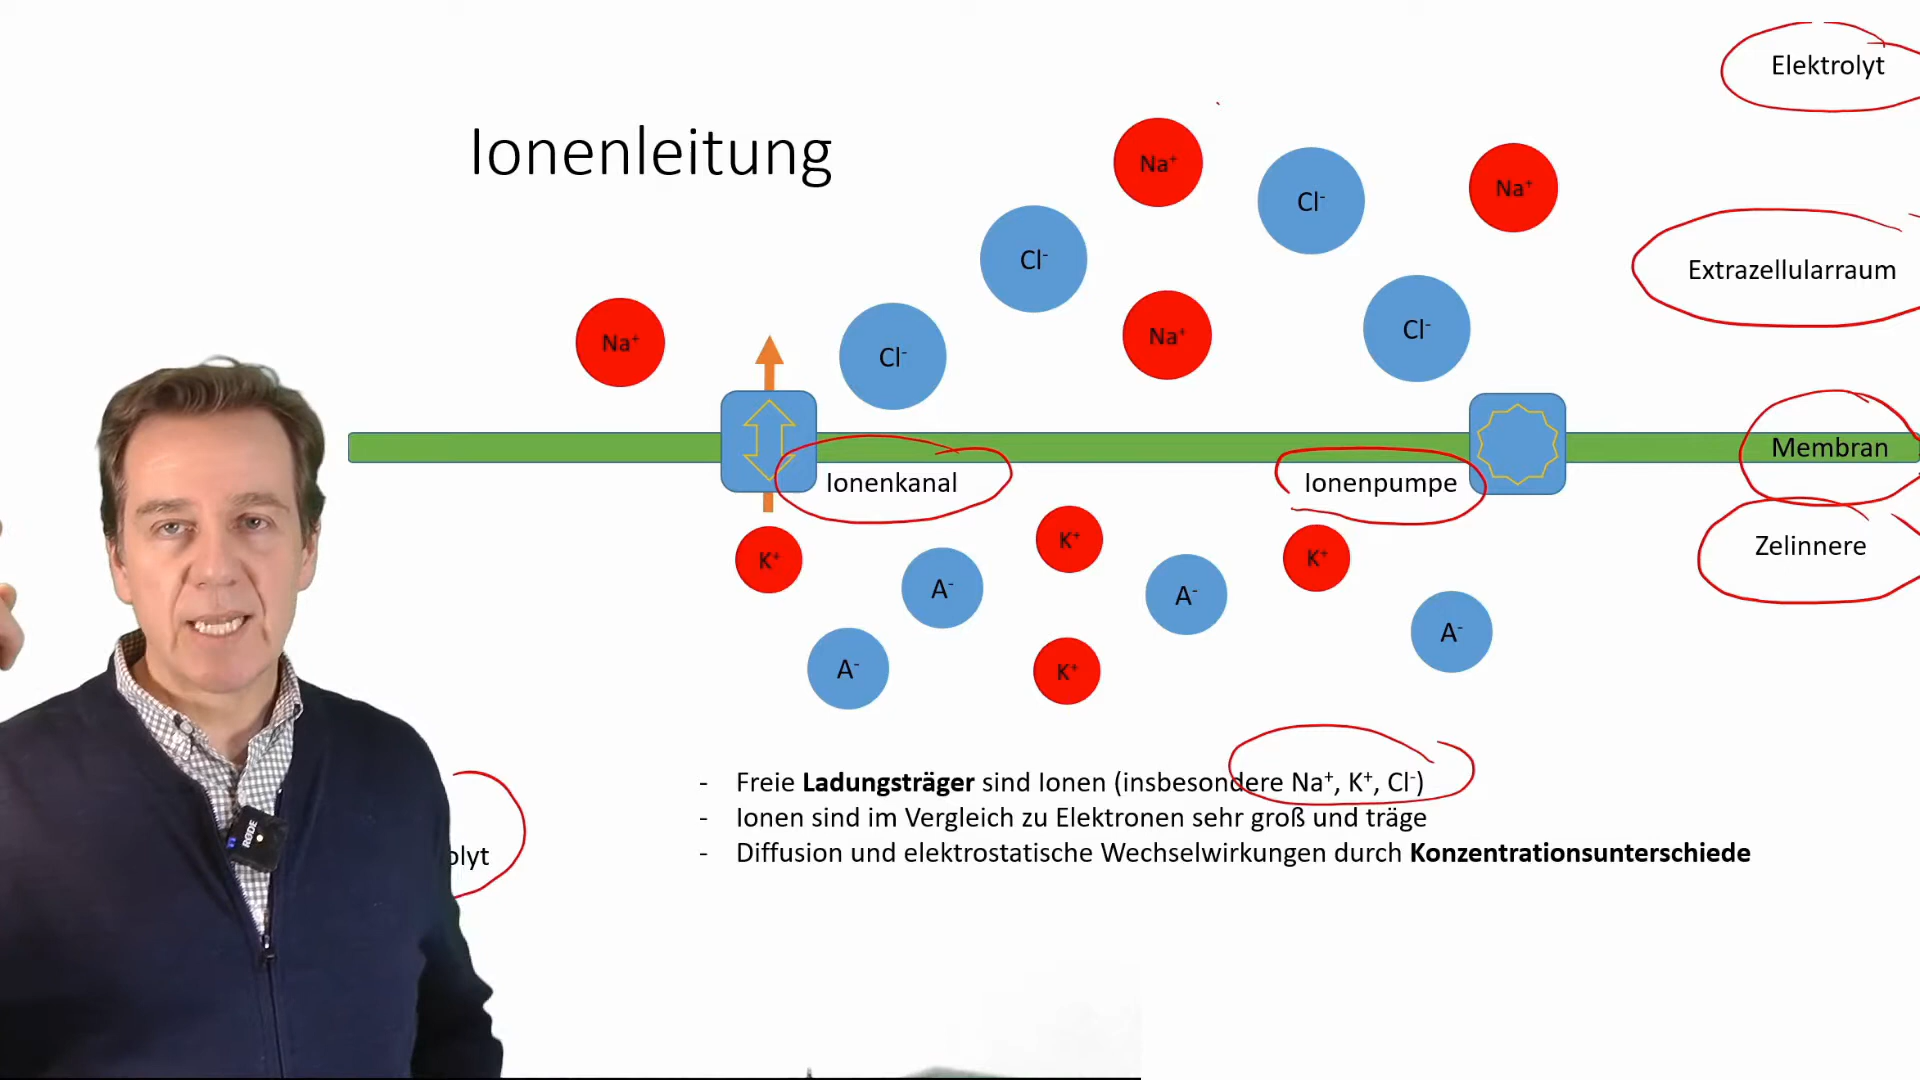 Elektrolyt
Ionenleitung
Na⁺
Cl⁻
Na⁺
Cl⁻
Extrazellularraum
Na⁺
Cl⁻
Na⁺
Cl⁻
Membran
Ionenkanal
Ionenpumpe
Zelinnere
K⁺
K⁺
K⁺
A⁻
A⁻
A⁻
A⁻
K⁺
- Freie Ladungsträger sind Ionen (insbesondere Na⁺, K⁺, Cl⁻)
- Ionen sind im Vergleich zu Elektronen sehr groß und träge
- Diffusion und elektrostatische Wechselwirkungen durch Konzentrationsunterschiede
olyt
RØDE